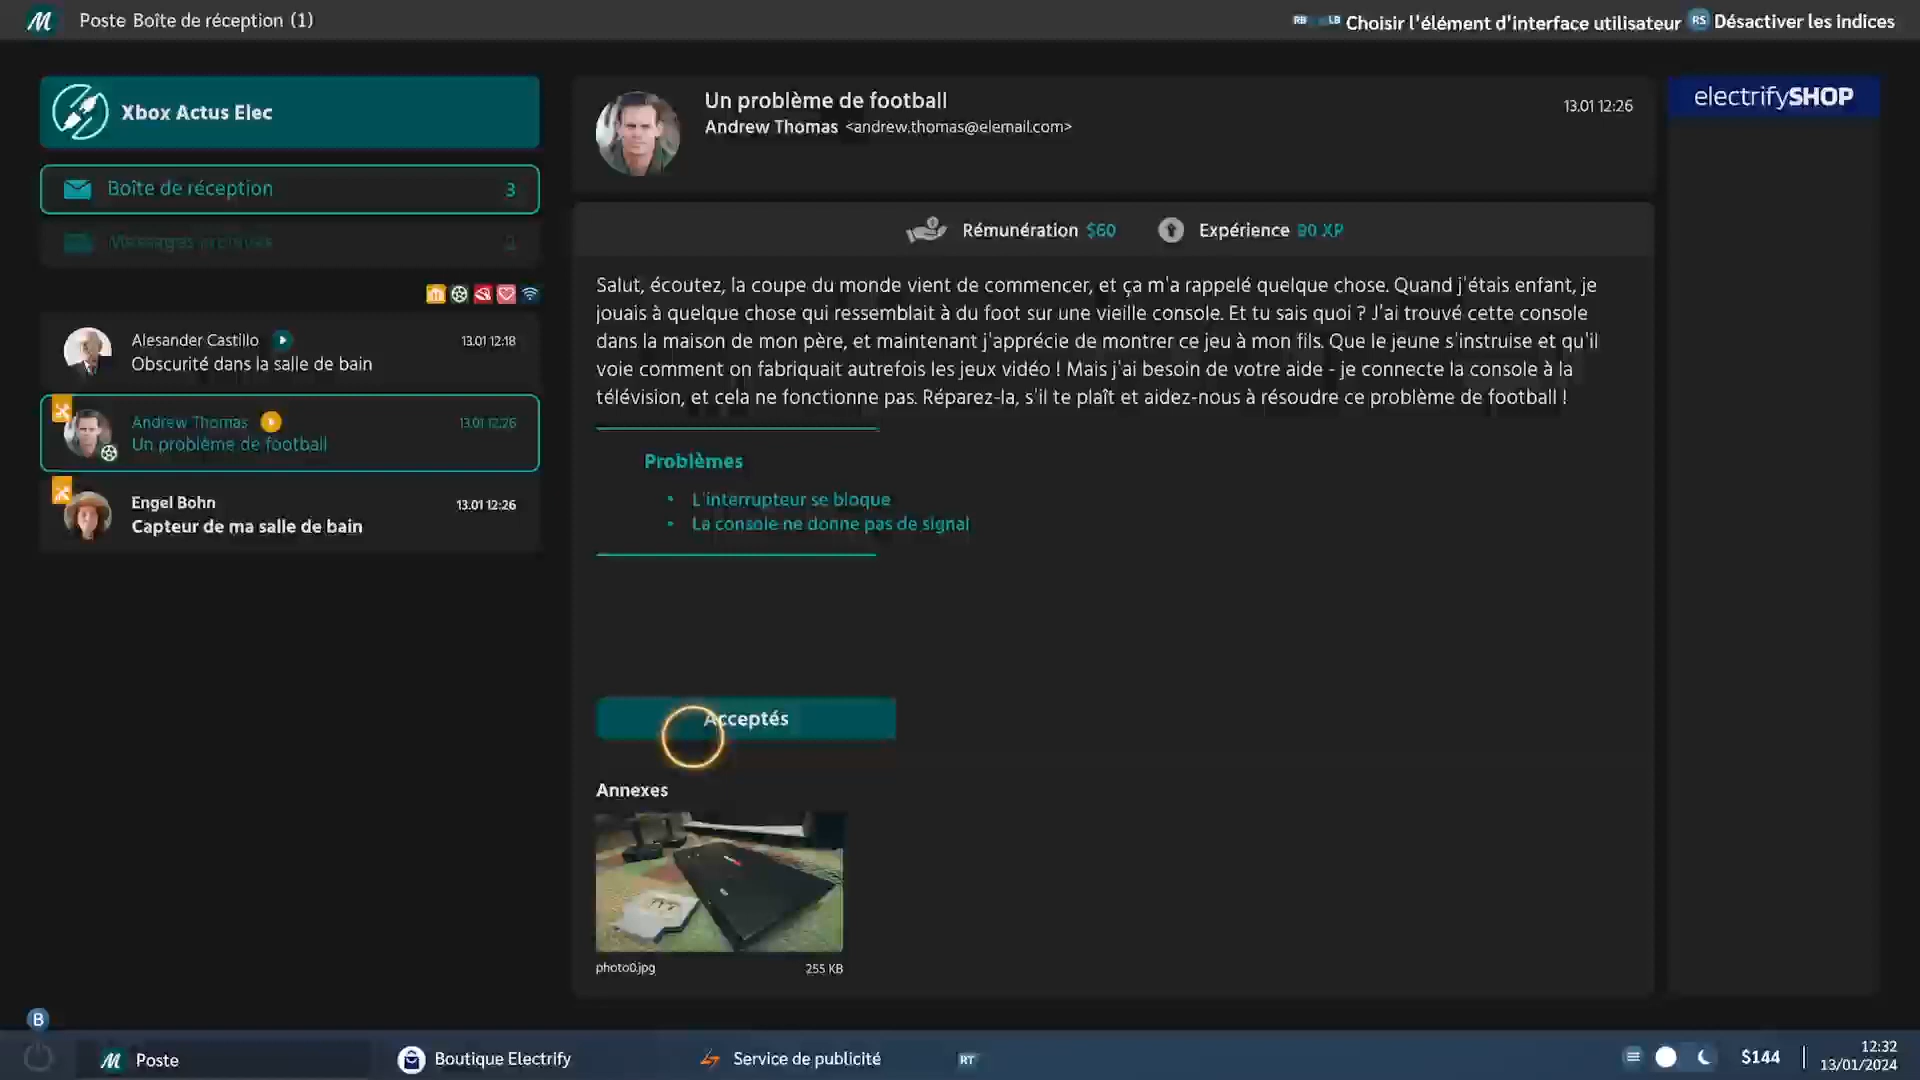 Poste Boîte de réception (1)
RB LB Choisir l'élément d'interface utilisateur RS Désactiver les indices
Xbox Actus Elec
Boîte de réception 3
Alesander Castillo 13.01 12:18
Obscurité dans la salle de bain
Andrew Thomas 13.01 12:26
Un problème de football
Engel Bohn 13.01 12:26
Capteur de ma salle de bain
Un problème de football 13.01 12:26
Andrew Thomas <andrew.thomas@elemail.com>
Rémunération $60 Expérience 90 XP
Salut, écoutez, la coupe du monde vient de commencer, et ça m'a rappelé quelque chose. Quand j'étais enfant, je
jouais à quelque chose qui ressemblait à du foot sur une vieille console. Et tu sais quoi ? J'ai trouvé cette console
dans la maison de mon père, et maintenant j'apprécie de montrer ce jeu à mon fils. Que le jeune s'instruise et qu'il
voie comment on fabriquait autrefois les jeux vidéo ! Mais j'ai besoin de votre aide - je connecte la console à la
télévision, et cela ne fonctionne pas. Réparez-la, s'il te plaît et aidez-nous à résoudre ce problème de football !
Problèmes
• L'interrupteur se bloque
• La console ne donne pas de signal
Acceptés
Annexes
photo0.jpg 255 KB
electrifySHOP
B
Poste Boutique Electrify Service de publicité RT
$144 12:32
13/01/2024